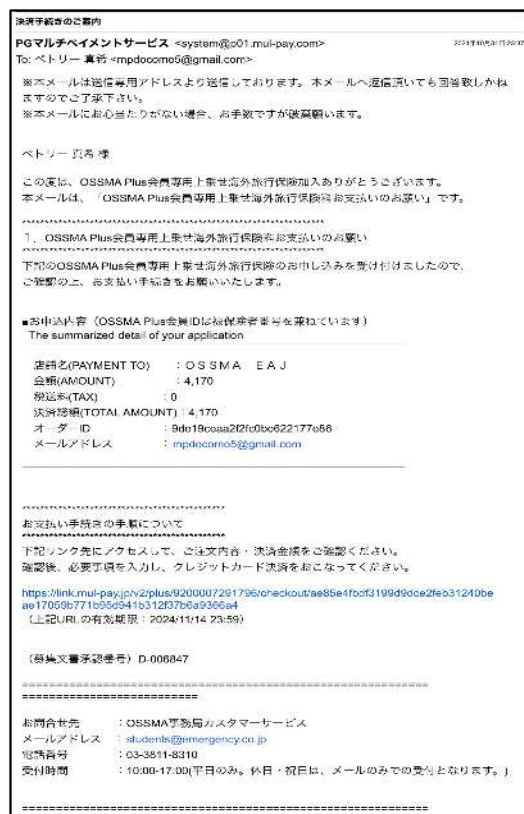 決済手続きのご案内
PGマルチペイメントサービス <system@p01.mul-pay.com>
To: ペトリー 真希 <mpdocomo5@gmail.com>
※本メールは送信専用アドレスより送信しております。本メールへ返信頂いても回答致しかね
ますのでご了承下さい。
※本メールにお心当たりがない場合、お手数ですが破棄願います。
ペトリー 真希 様
この度は、OSSMA Plus会員専用上乗せ海外旅行保険加入ありがとうございます。
本メールは、「OSSMA Plus会員専用上乗せ海外旅行保険料お支払いのお願い」です。
1．OSSMA Plus会員専用上乗せ海外旅行保険料お支払いのお願い
下記のOSSMA Plus会員専用上乗せ海外旅行保険のお申し込みを受け付けましたので、
ご確認の上、お支払い手続きをお願いいたします。
■お申込内容（OSSMA Plus会員IDは被保険者番号を兼ねています）
The summarized detail of your application
店舗名(PAYMENT TO) : ＯＳＳＭＡ ＥＡＪ
金額(AMOUNT) : 4,170
税送料(TAX) : 0
決済総額(TOTAL AMOUNT) : 4,170
オーダーID
メールアドレス : mpdocomo5@gmail.com
お支払い手続きの手順について
下記リンク先にアクセスして、ご注文内容・決済金額をご確認ください。
確認後、必要事項を入力し、クレジットカード決済をおこなってください。
（上記URLの有効期限：2024/11/14 23:59）
（募集文書承認番号）D-006847
============================================================
==========================
お問合せ先 : OSSMA事務局カスタマーサービス
メールアドレス : students@emergency.co.jp
電話番号 : 03-3811-8310
受付時間 : 10:00-17:00(平日のみ。休日・祝日は、メールのみでの受付となります。)
============================================================